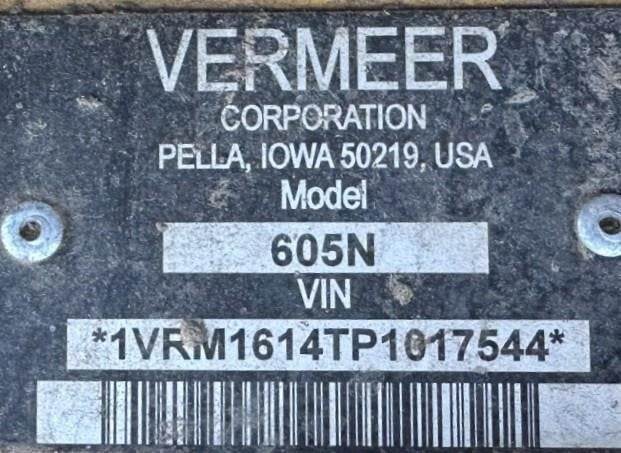 VERMEER
CORPORATION
PELLA, IOWA 50219, USA
Model
605N
VIN
*1VRM1614TP1017544*